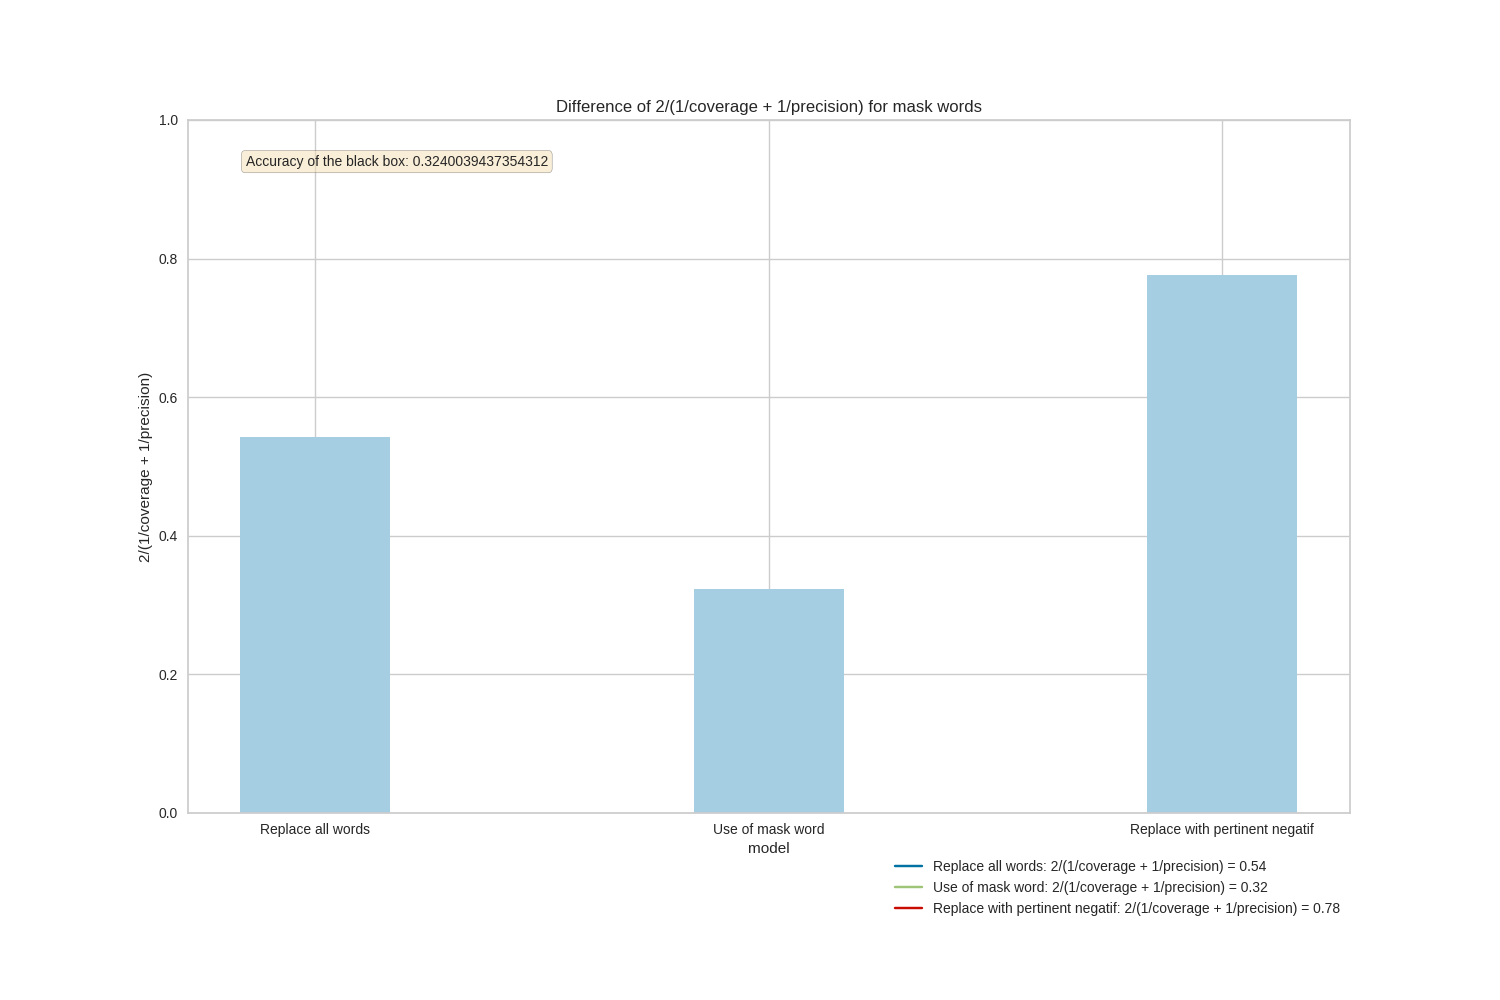 Difference of 2/(1/coverage + 1/precision) for mask words
1.0
Accuracy of the black box: 0.3240039437354312
0.8
0.6
2/(1/coverage + 1/precision)
0.4
0.2
0.0
Replace all words
Use of mask word
Replace with pertinent negatif
model
Replace all words: 2/(1/coverage + 1/precision) = 0.54
Use of mask word: 2/(1/coverage + 1/precision) = 0.32
Replace with pertinent negatif: 2/(1/coverage + 1/precision) = 0.78